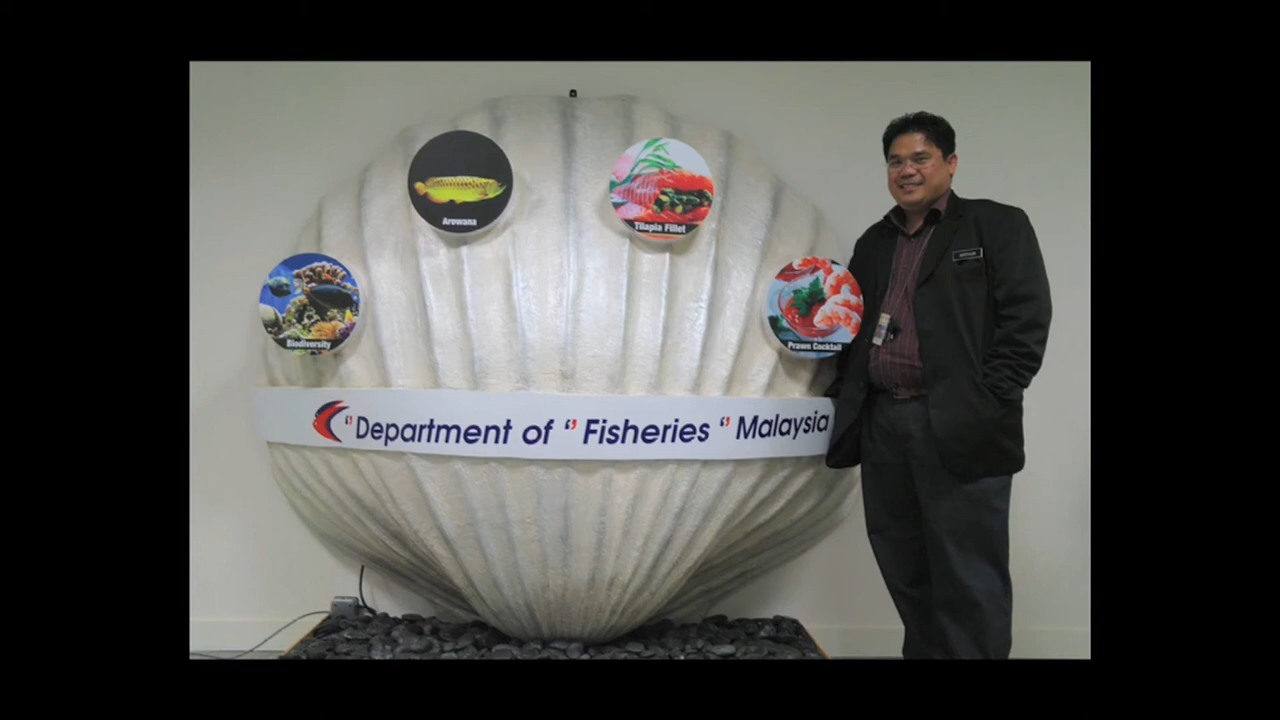 Arowana
Tilapia Fillet
Biodiversity
Prawn Cocktail
Department of Fisheries Malaysia